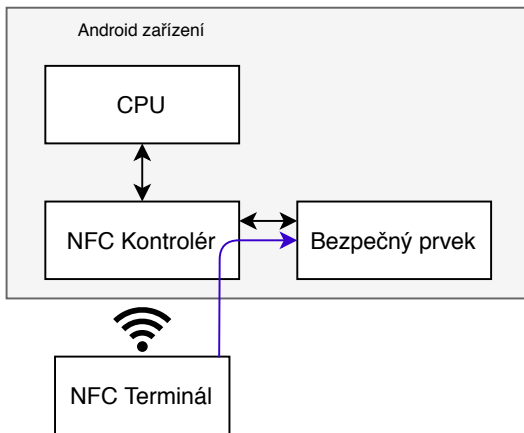 Android zařízení
CPU
NFC Kontrolér
Bezpečný prvek
NFC Terminál